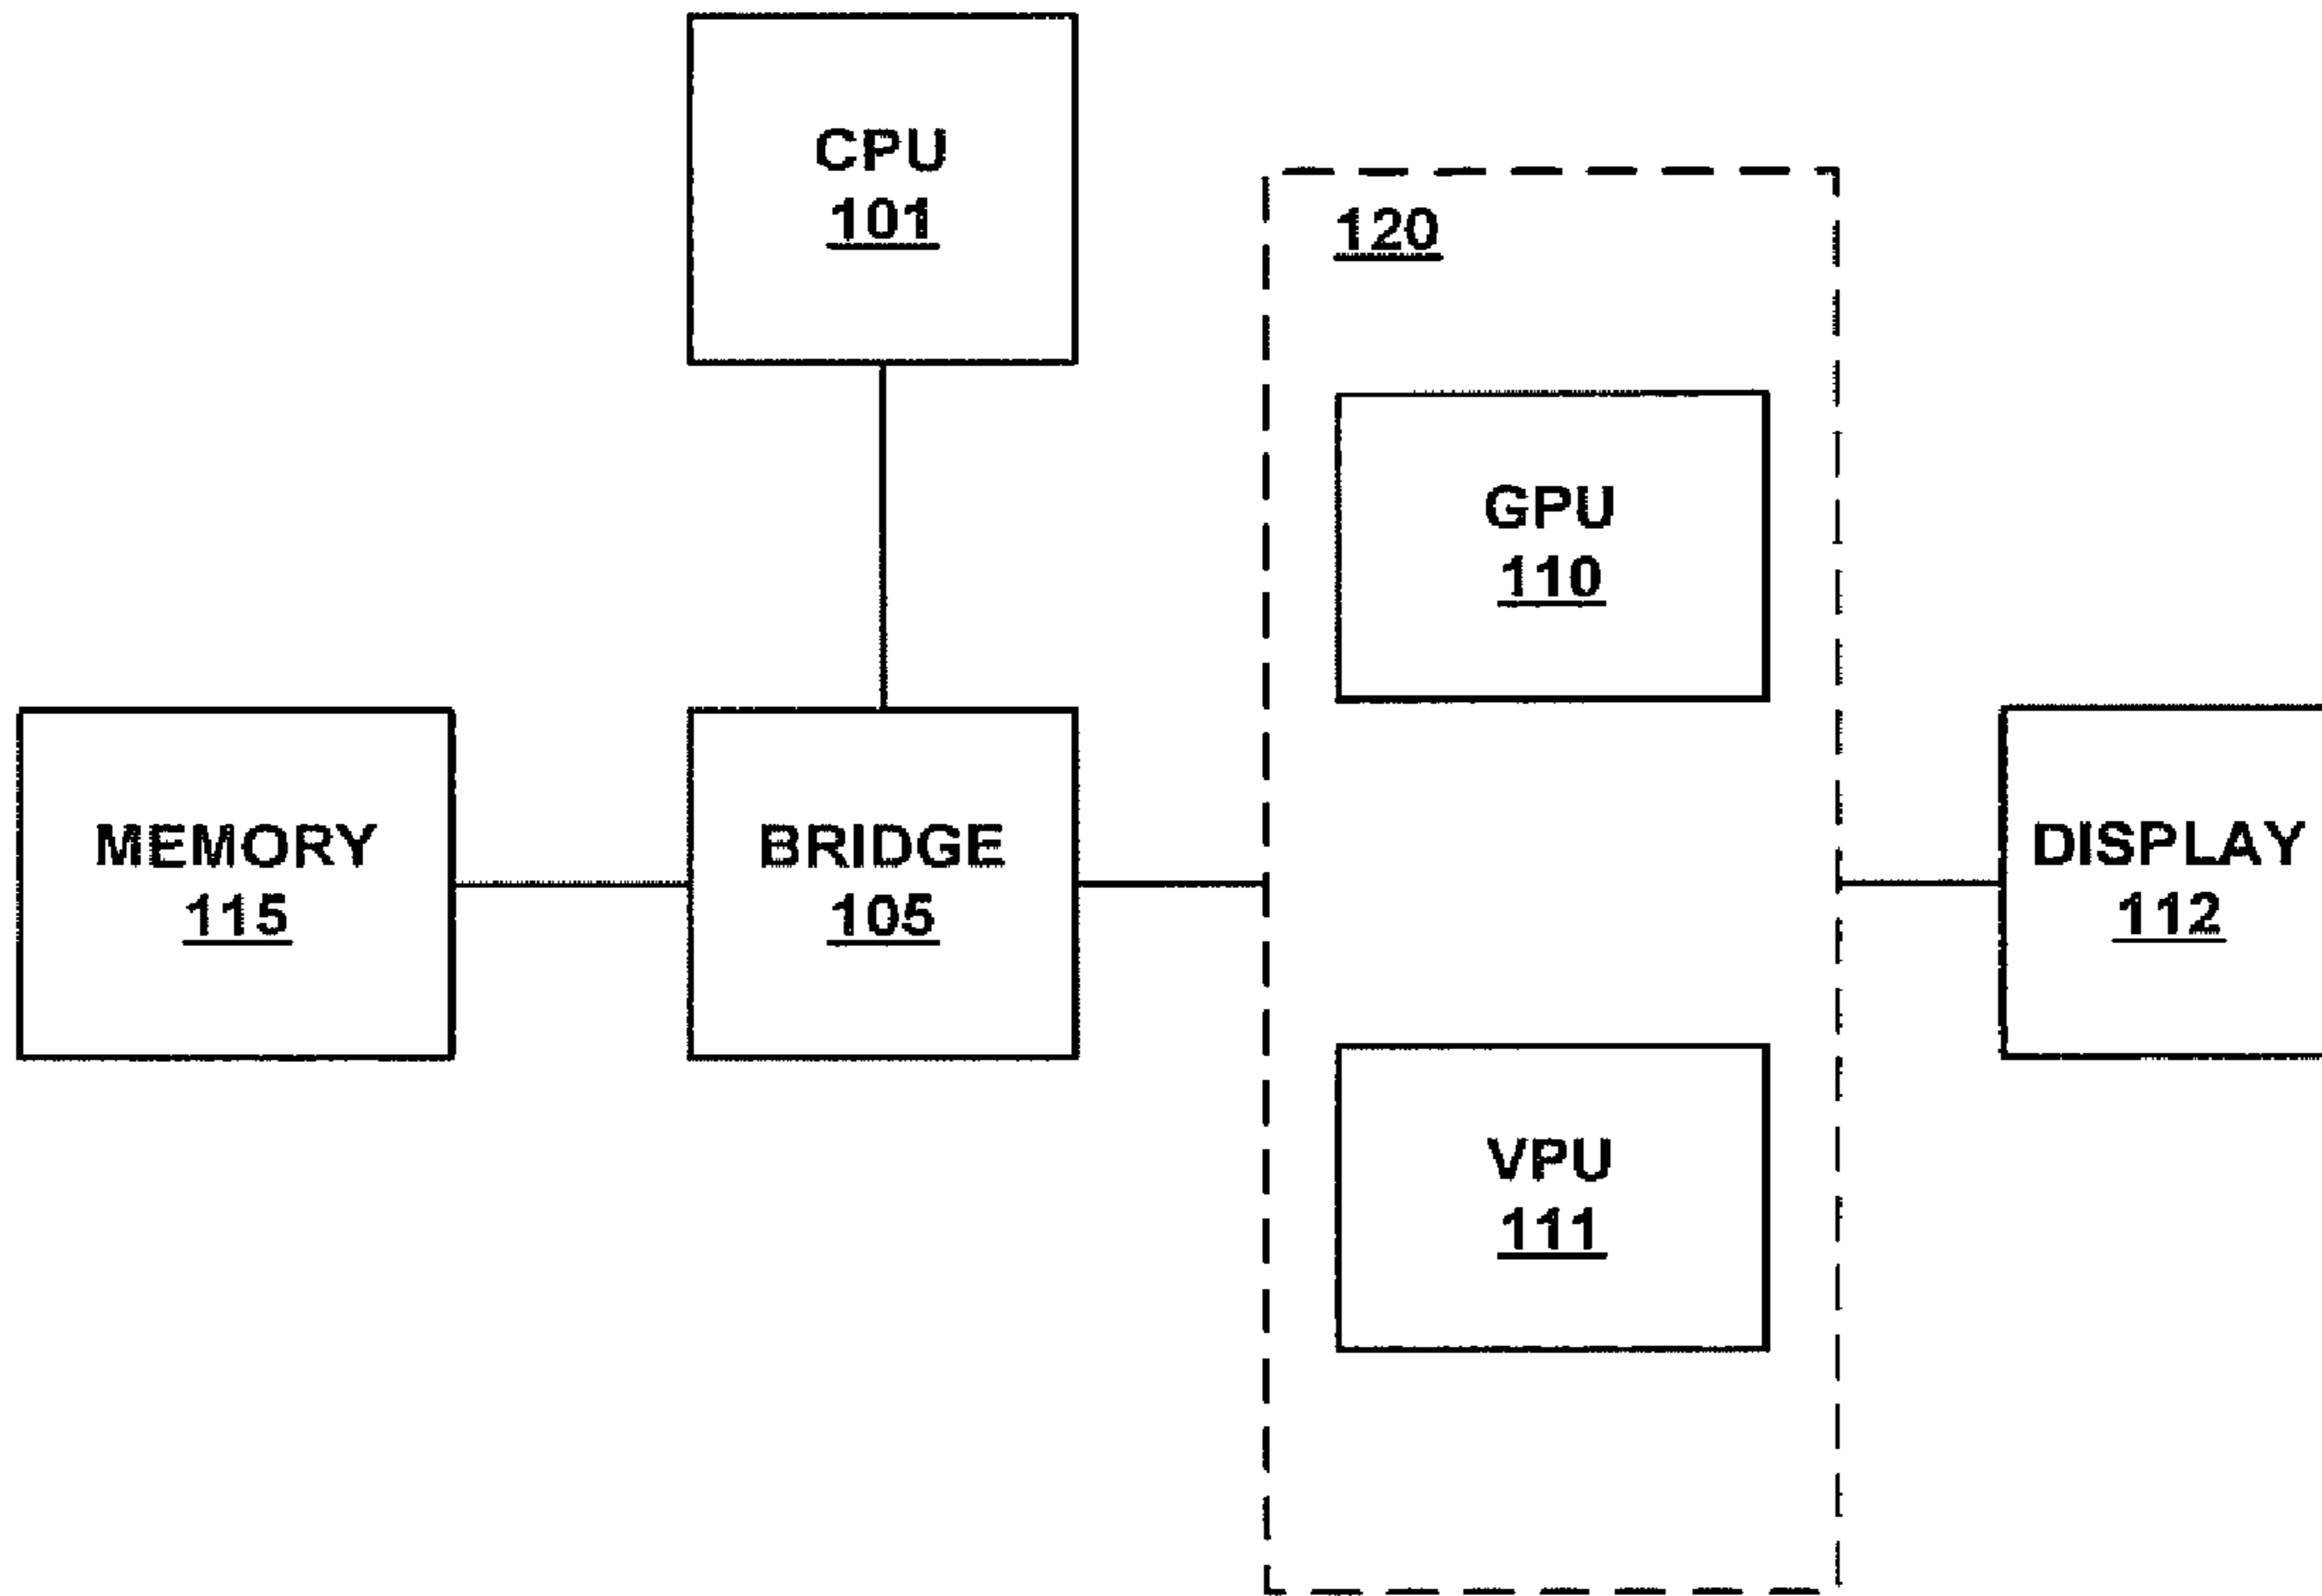 CPU
101
120
GPU
110
MEMORY
115
BRIDGE
105
DISPLAY
112
VPU
111